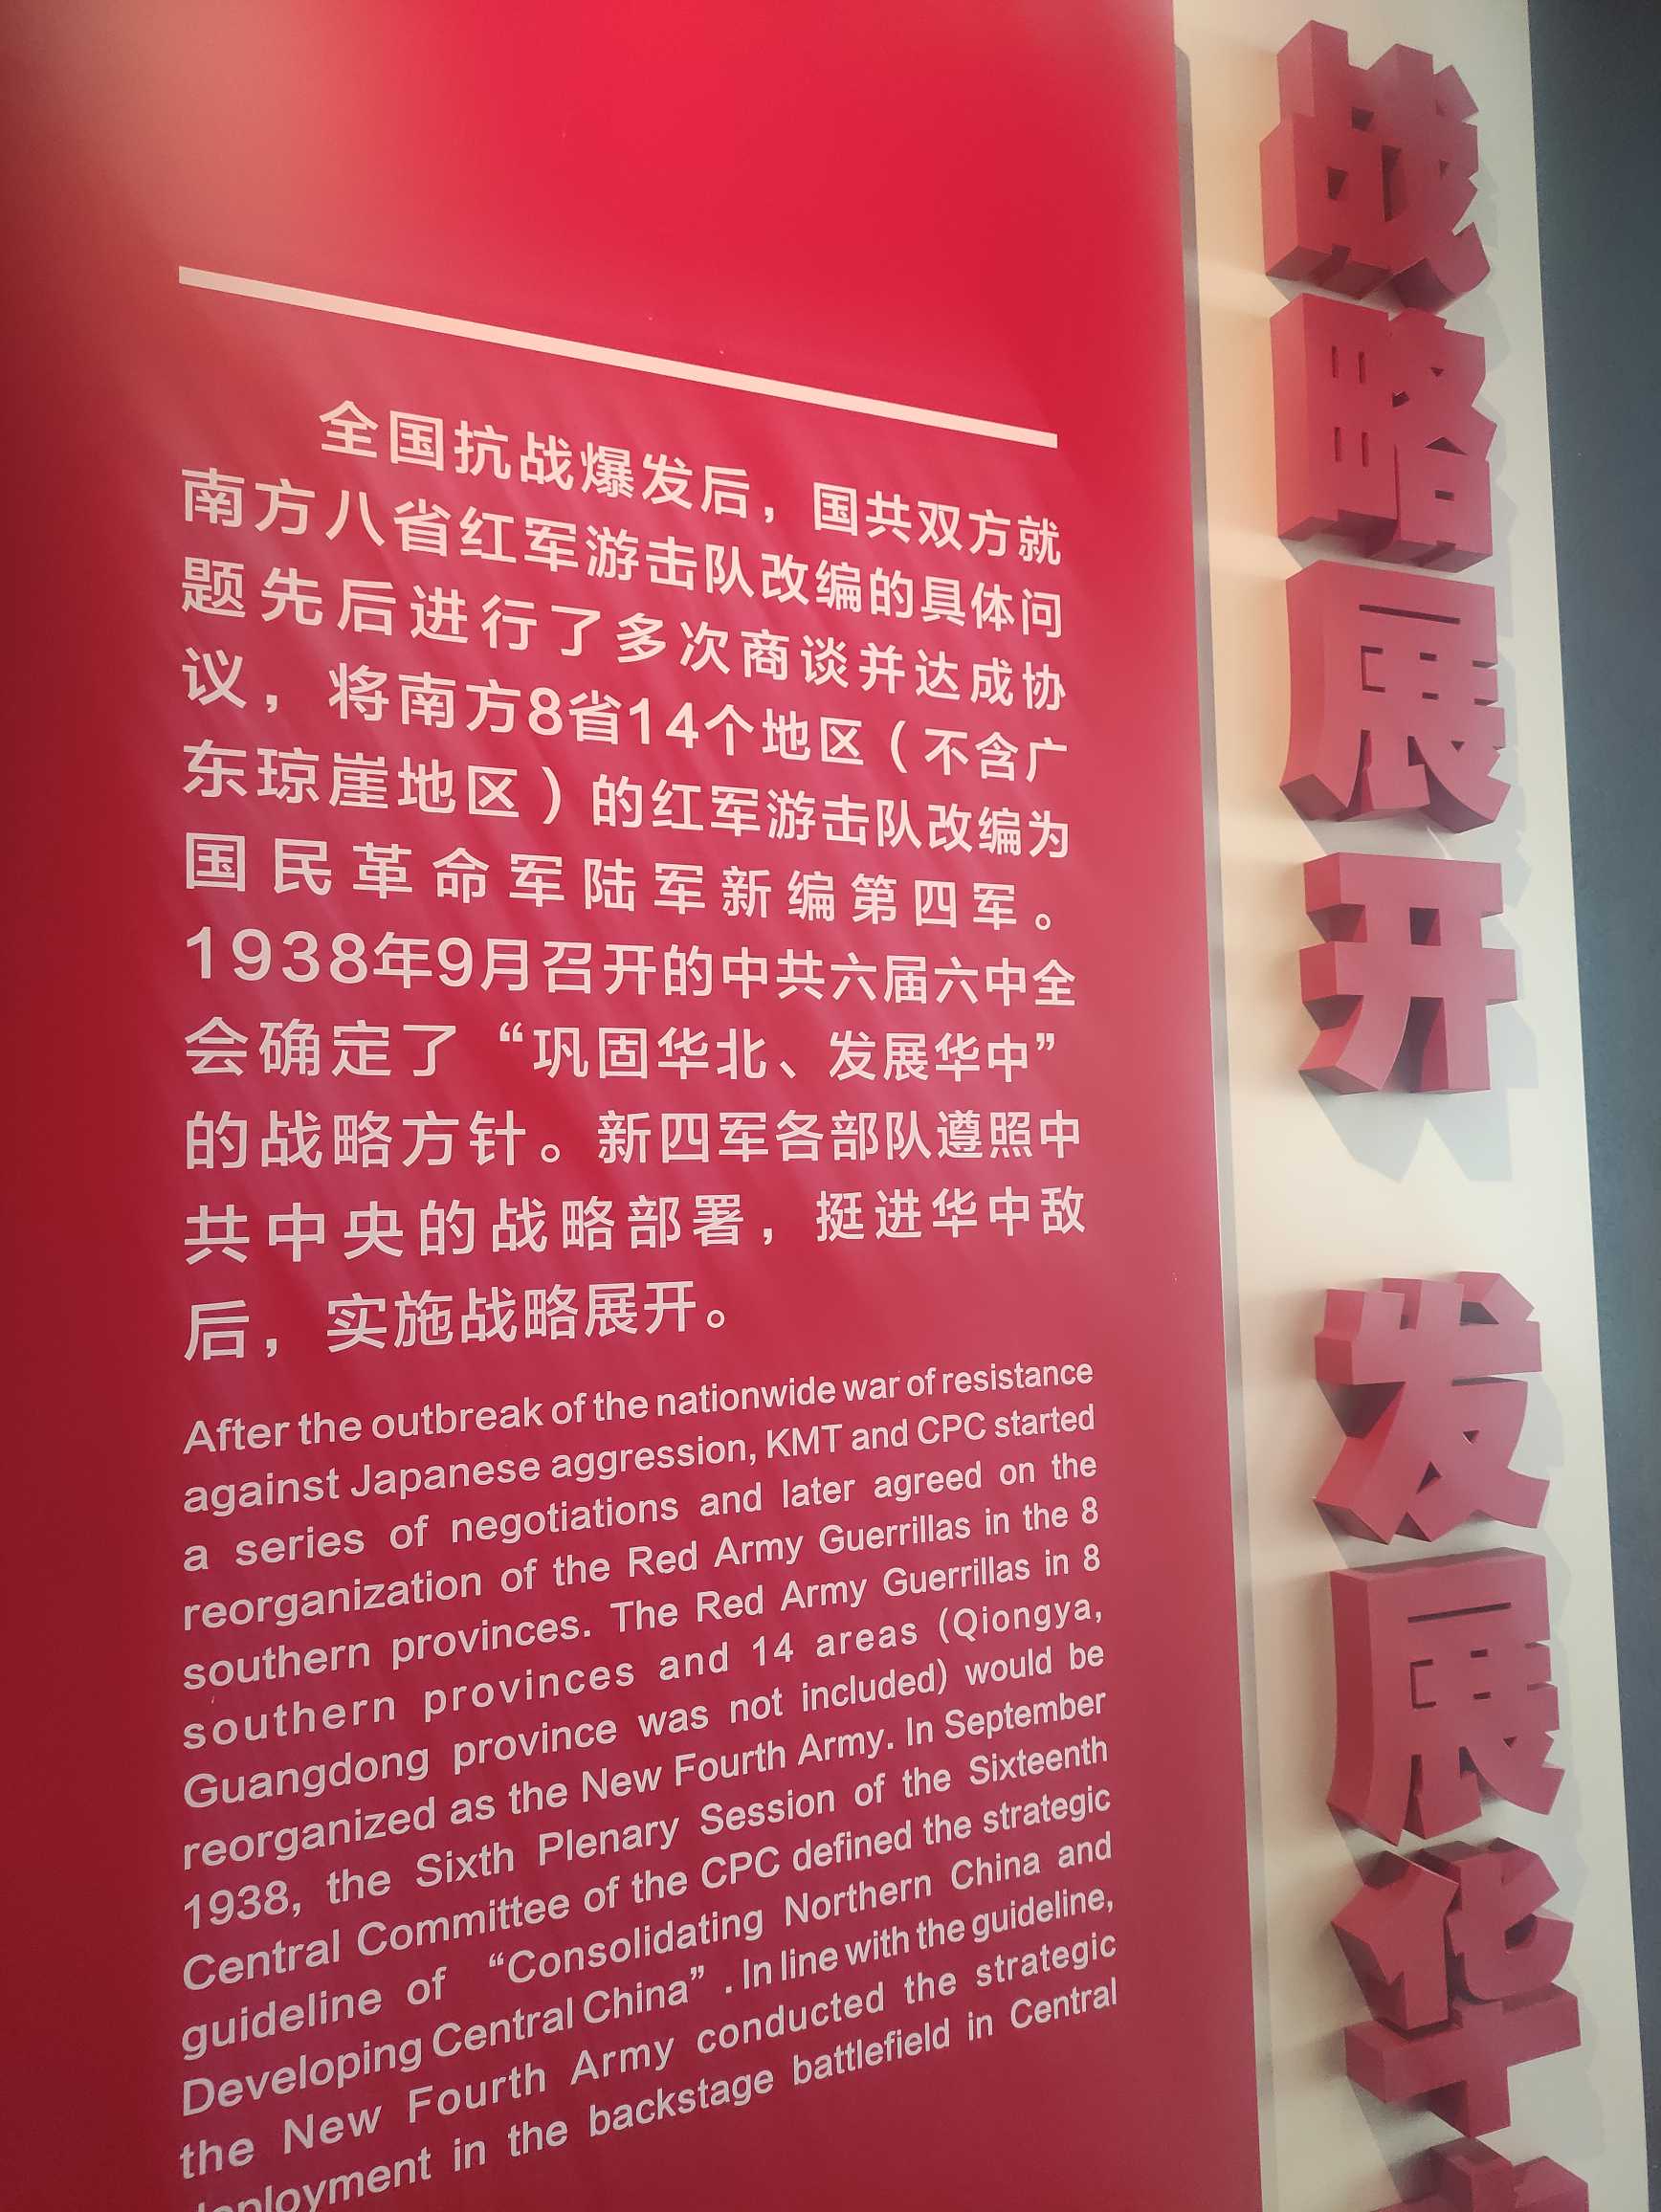 战略展开 发展华
全国抗战爆发后，国共双方就
南方八省红军游击队改编的具体问
题先后进行了多次商谈并达成协
议，将南方8省14个地区（不含广
东琼崖地区）的红军游击队改编为
国民革命军陆军新编第四军。
1938年9月召开的中共六届六中全
会确定了“巩固华北、发展华中”
的战略方针。新四军各部队遵照中
共中央的战略部署，挺进华中敌
后，实施战略展开。
After the outbreak of the nationwide war of resistance
against Japanese aggression, KMT and CPC started
a series of negotiations and later agreed on the
reorganization of the Red Army Guerrillas in the 8
southern provinces. The Red Army Guerrillas in 8
southern provinces and 14 areas (Qiongya,
Guangdong province was not included) would be
reorganized as the New Fourth Army. In September
1938, the Sixth Plenary Session of the Sixteenth
Central Committee of the CPC defined the strategic
guideline of “Consolidating Northern China and
Developing Central China”. In line with the guideline,
the New Fourth Army conducted the strategic
deployment in the backstage battlefield in Central